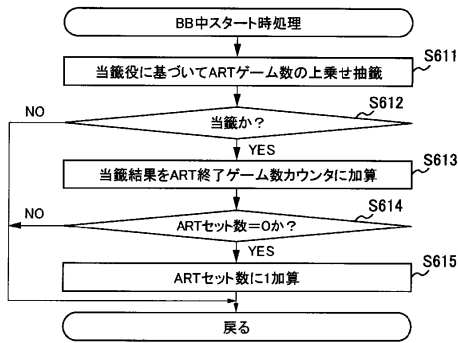 BB中スタート時処理
S611
当籤役に基づいてARTゲーム数の上乗せ抽籤
S612
NO
当籤か？
YES
S613
当籤結果をART終了ゲーム数カウンタに加算
S614
NO
ARTセット数=0か？
YES
S615
ARTセット数に1加算
戻る